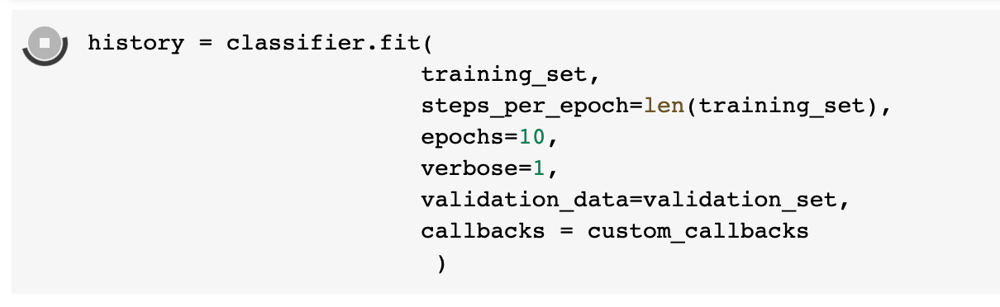 history = classifier.fit(
training_set,
steps_per_epoch=len(training_set),
epochs=10,
verbose=1,
validation_data=validation_set,
callbacks = custom_callbacks
)